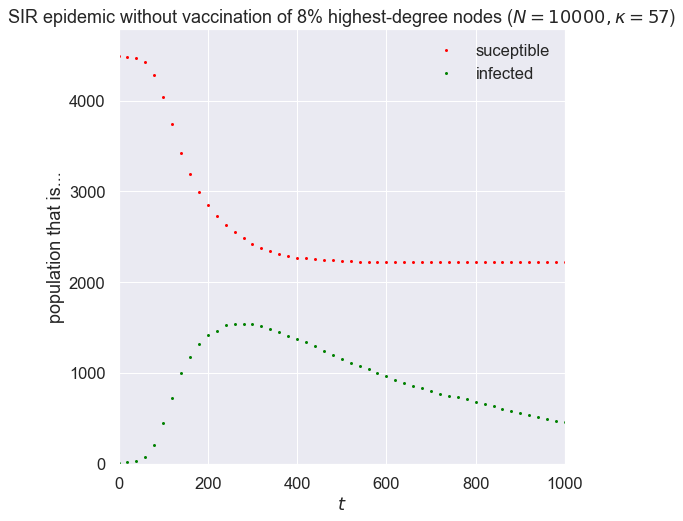 SIR epidemic without vaccination of 8% highest-degree nodes (N = 10000, κ = 57)
suceptible
infected
population that is...
4000
3000
2000
1000
0
0 200 400 600 800 1000
t